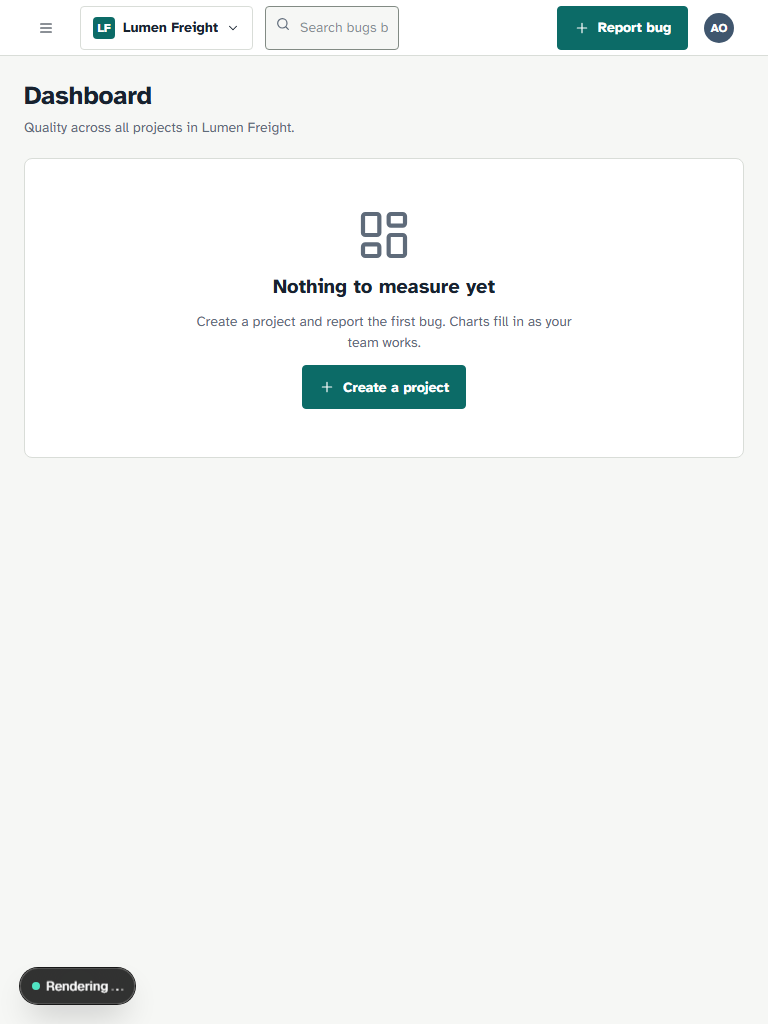 LF Lumen Freight
Search bugs b
Report bug
AO
Dashboard
Quality across all projects in Lumen Freight.
Nothing to measure yet
Create a project and report the first bug. Charts fill in as your
team works.
Create a project
Rendering ...